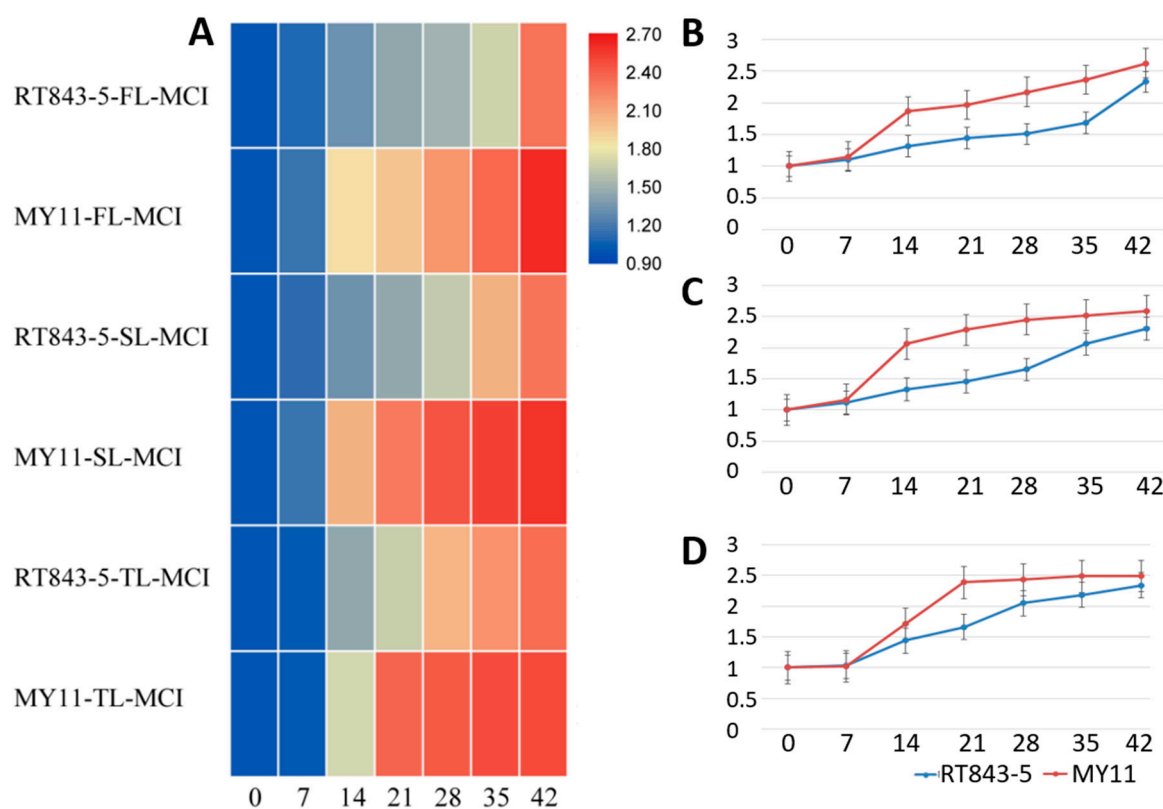 A
RT843-5-FL-MCI
MY11-FL-MCI
RT843-5-SL-MCI
MY11-SL-MCI
RT843-5-TL-MCI
MY11-TL-MCI
0 7 14 21 28 35 42
2.70
2.40
2.10
1.80
1.50
1.20
0.90
B
3
2.5
2
1.5
1
0.5
0
0 7 14 21 28 35 42
C
3
2.5
2
1.5
1
0.5
0
0 7 14 21 28 35 42
D
3
2.5
2
1.5
1
0.5
0
0 7 14 21 28 35 42
RT843-5 MY11